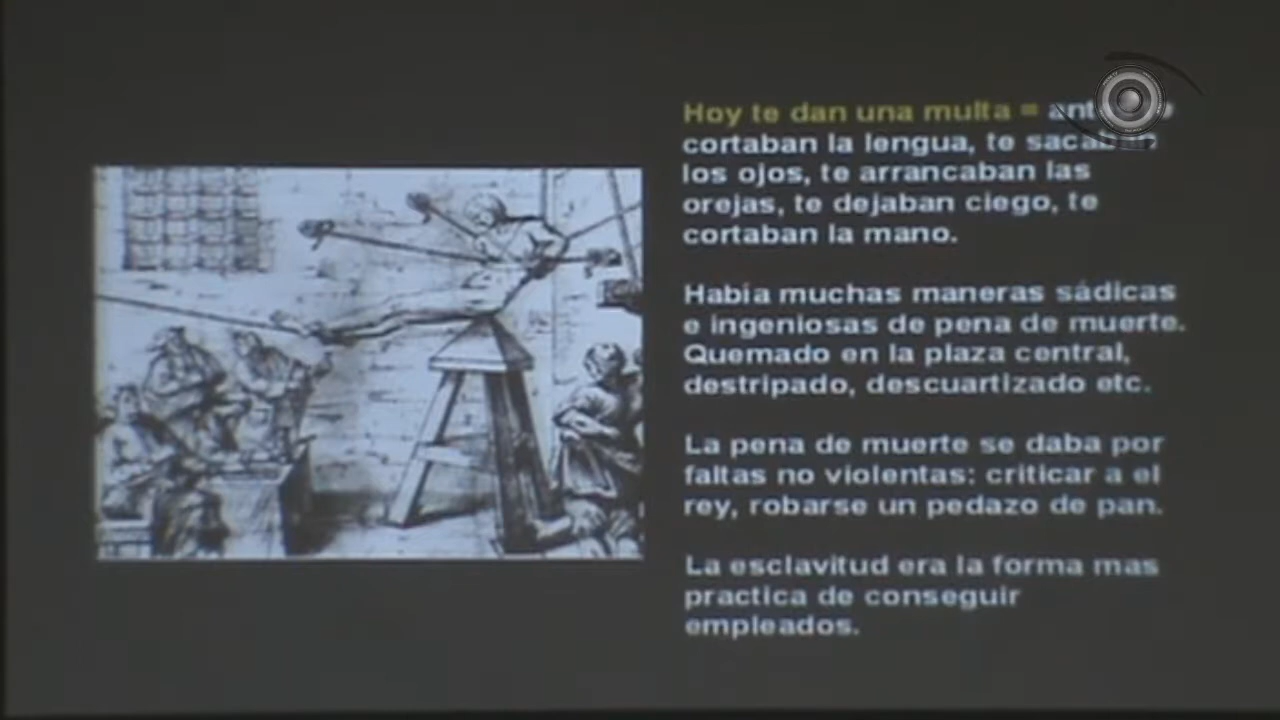 Hoy te dan una multa =
cortaban la lengua, te sacaban
los ojos, te arrancaban las
orejas, te dejaban ciego, te
cortaban la mano.
Había muchas maneras sádicas
e ingeniosas de pena de muerte.
Quemado en la plaza central,
destripado, descuartizado etc.
La pena de muerte se daba por
faltas no violentas: criticar a el
rey, robarse un pedazo de pan.
La esclavitud era la forma mas
practica de conseguir
empleados.